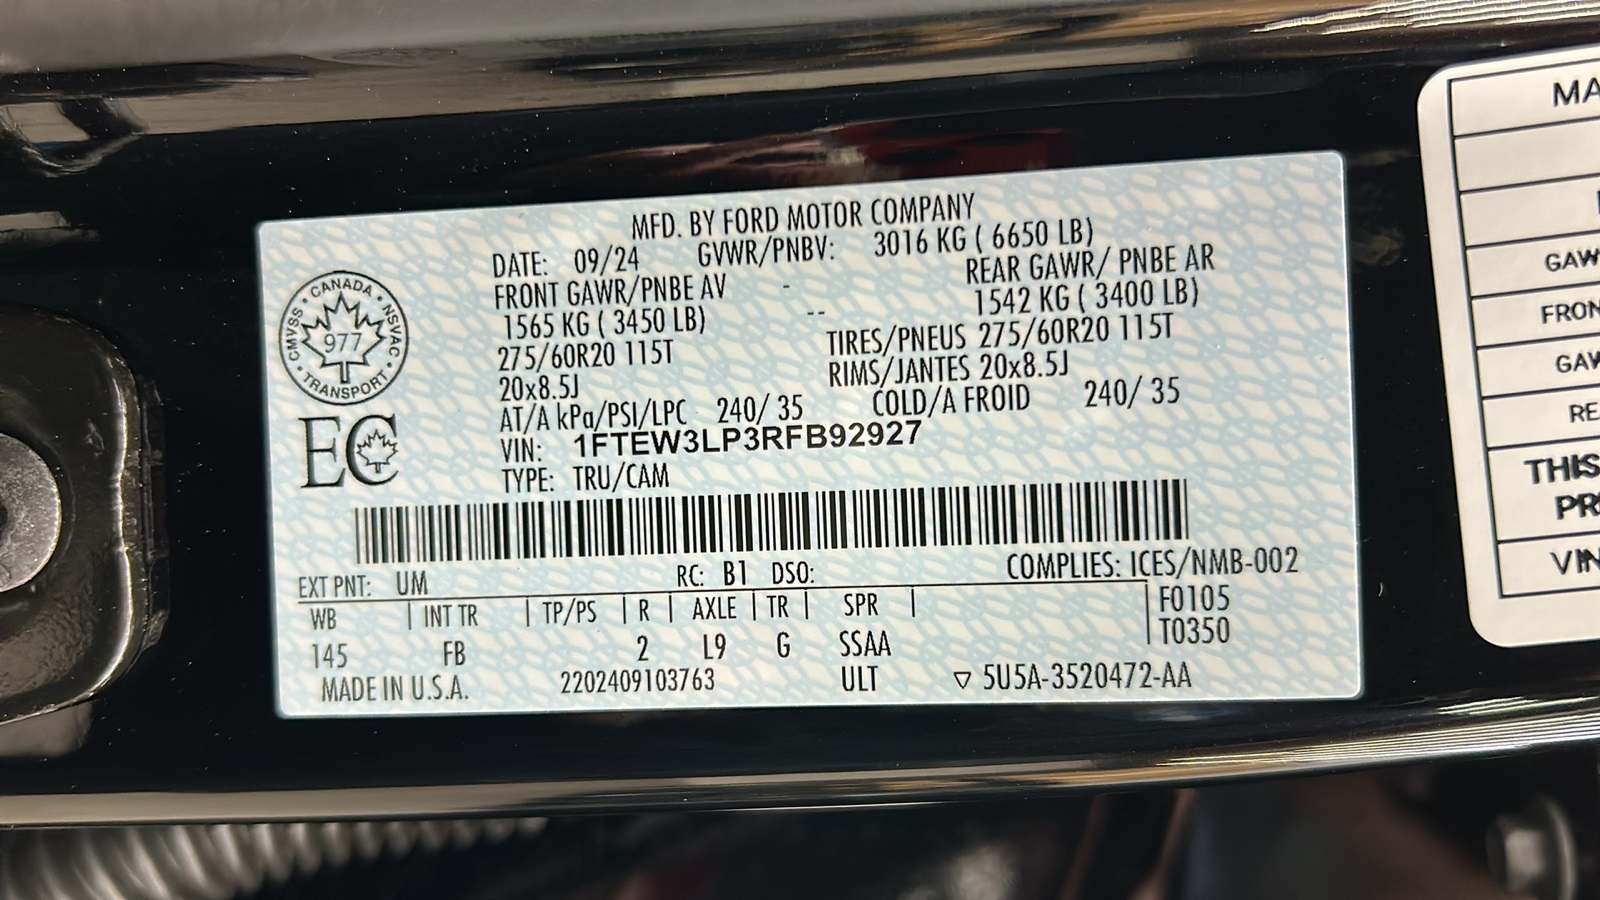 MFD. BY FORD MOTOR COMPANY
DATE: 09/24 GVWR/PNBV: 3016 KG ( 6650 LB)
FRONT GAWR/PNBE AV - REAR GAWR/ PNBE AR
1565 KG ( 3450 LB) -- 1542 KG ( 3400 LB)
275/60R20 115T TIRES/PNEUS 275/60R20 115T
20x8.5J RIMS/JANTES 20x8.5J
AT/A kPa/PSI/LPC 240/ 35 COLD/A FROID 240/ 35
VIN: 1FTEW3LP3RFB92927
TYPE: TRU/CAM
CANADA • NSVAC • TRANSPORT • CMVSS •
977
EC
EXT PNT: UM RC: B1 DSO: COMPLIES: ICES/NMB-002
WB | INT TR | TP/PS | R | AXLE | TR | SPR | F0105
145 FB 2 L9 G SSAA T0350
MADE IN U.S.A. 2202409103763 ULT ▽ 5U5A-3520472-AA
MA
GAW
FRON
GAW
RE
THIS
PR
VIN